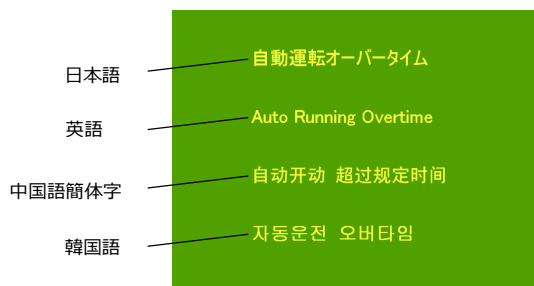 日本語 自動運転オーバータイム
英語 Auto Running Overtime
中国語簡体字 自动开动 超过规定时间
韓国語 자동운전 오버타임